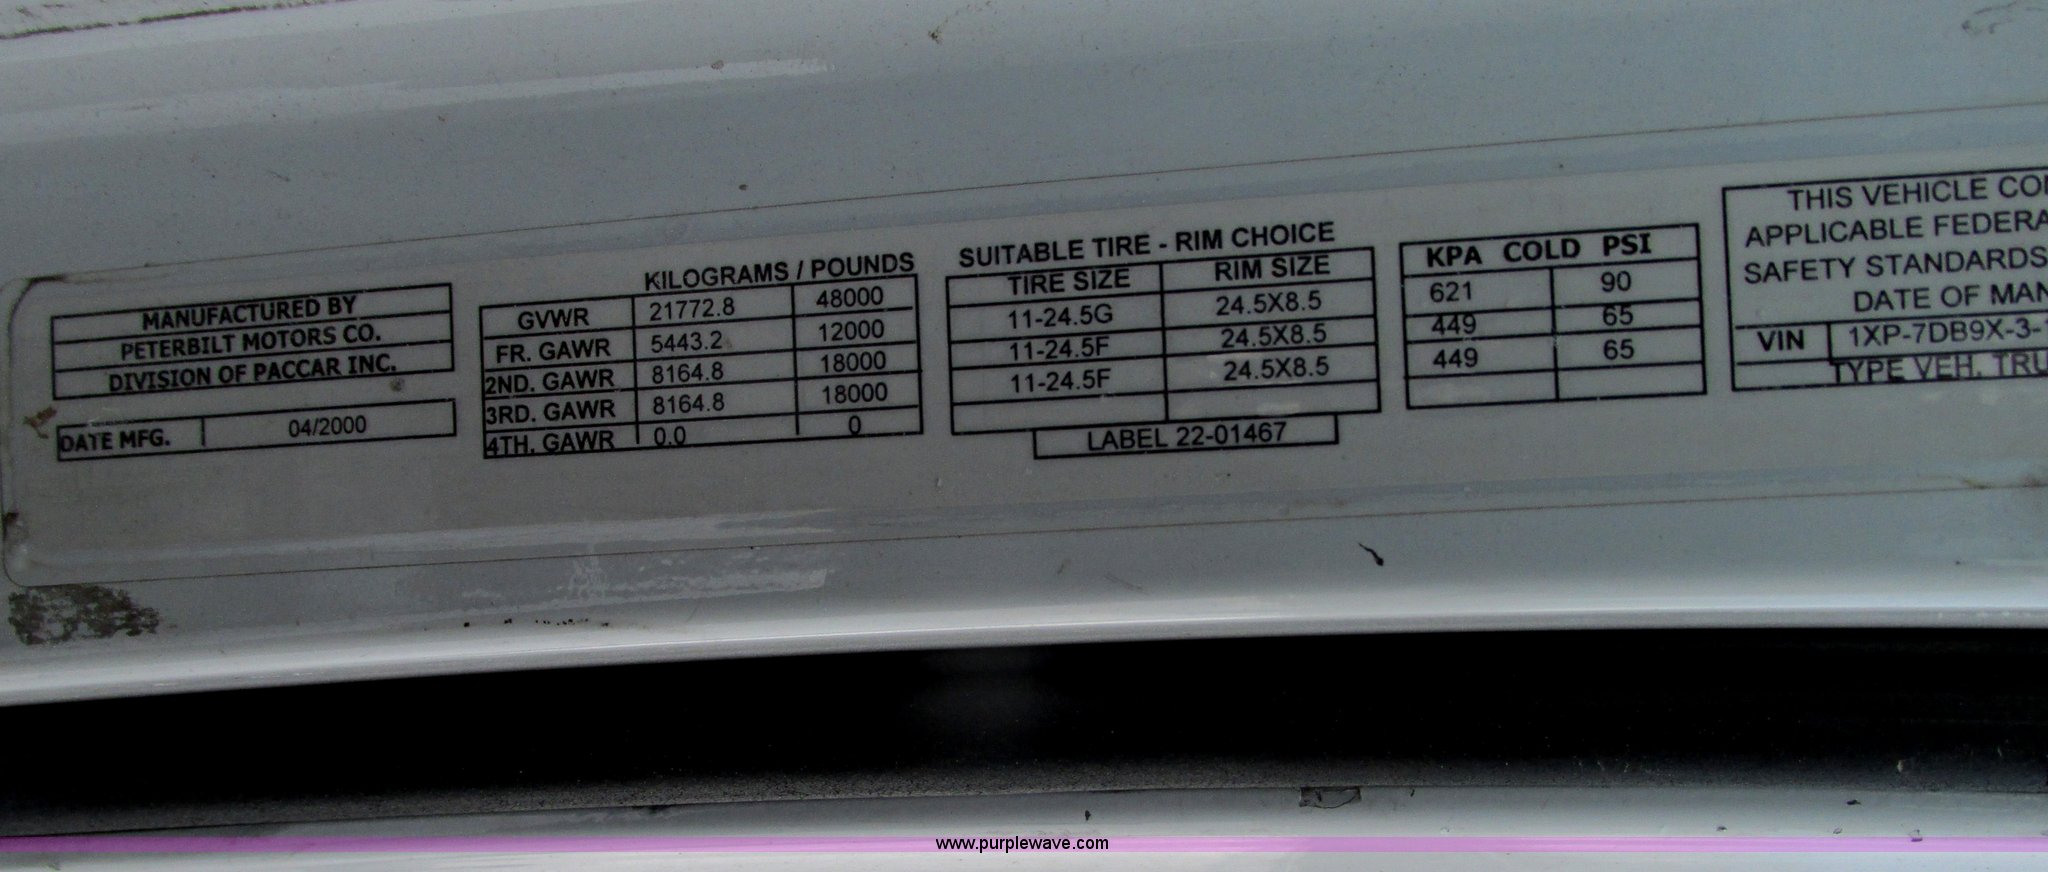 MANUFACTURED BY
PETERBILT MOTORS CO.
DIVISION OF PACCAR INC.
DATE MFG. 04/2000
KILOGRAMS / POUNDS
GVWR 21772.8 48000
FR. GAWR 5443.2 12000
2ND. GAWR 8164.8 18000
3RD. GAWR 8164.8 18000
4TH. GAWR 0.0 0
SUITABLE TIRE - RIM CHOICE
TIRE SIZE RIM SIZE
11-24.5G 24.5X8.5
11-24.5F 24.5X8.5
11-24.5F 24.5X8.5
LABEL 22-01467
KPA COLD PSI
621 90
449 65
449 65
THIS VEHICLE CO
APPLICABLE FEDERA
SAFETY STANDARDS
DATE OF MAN
VIN 1XP-7DB9X-3-
TYPE VEH. TRU
www.purplewave.com